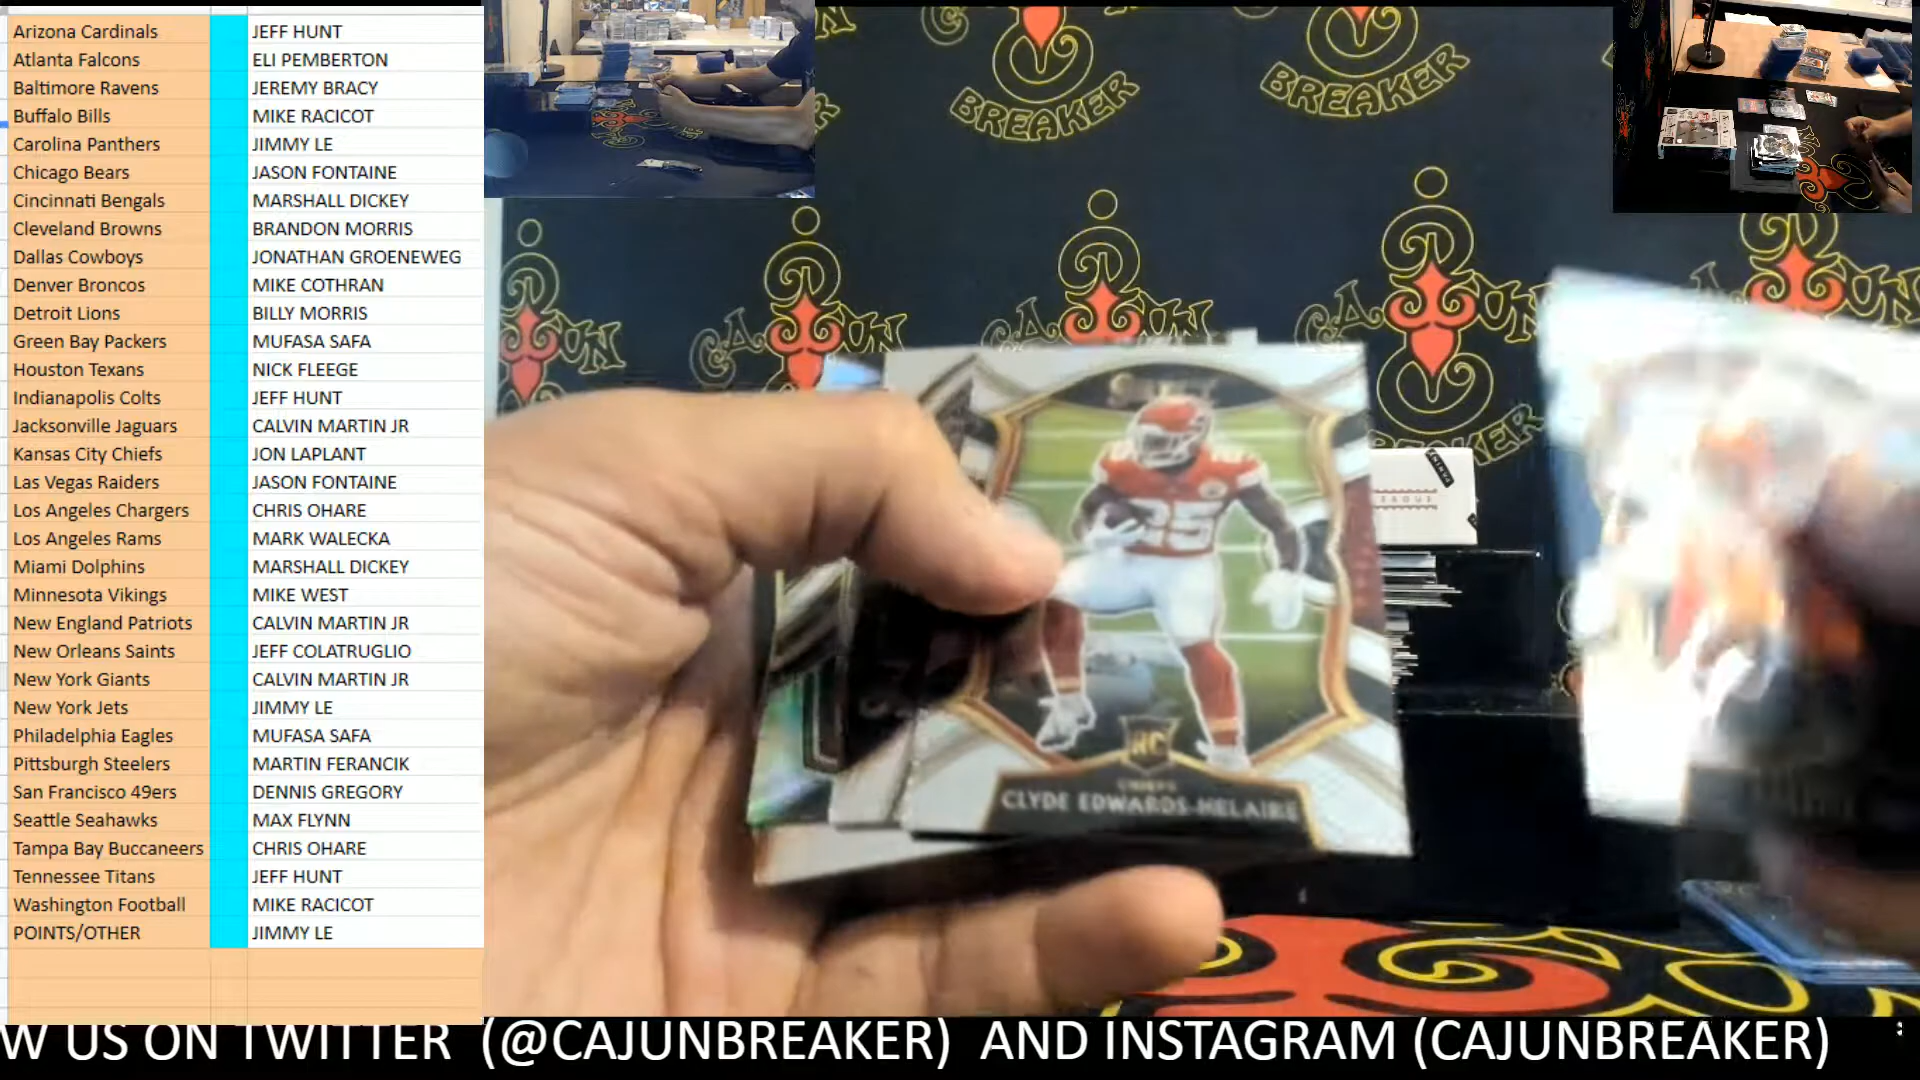 Arizona Cardinals JEFF HUNT
Atlanta Falcons ELI PEMBERTON
Baltimore Ravens JEREMY BRACY
Buffalo Bills MIKE RACICOT
Carolina Panthers JIMMY LE
Chicago Bears JASON FONTAINE
Cincinnati Bengals MARSHALL DICKEY
Cleveland Browns BRANDON MORRIS
Dallas Cowboys JONATHAN GROENEWEG
Denver Broncos MIKE COTHRAN
Detroit Lions BILLY MORRIS
Green Bay Packers MUFASA SAFA
Houston Texans NICK FLEEGE
Indianapolis Colts JEFF HUNT
Jacksonville Jaguars CALVIN MARTIN JR
Kansas City Chiefs JON LAPLANT
Las Vegas Raiders JASON FONTAINE
Los Angeles Chargers CHRIS OHARE
Los Angeles Rams MARK WALECKA
Miami Dolphins MARSHALL DICKEY
Minnesota Vikings MIKE WEST
New England Patriots CALVIN MARTIN JR
New Orleans Saints JEFF COLATRUGLIO
New York Giants CALVIN MARTIN JR
New York Jets JIMMY LE
Philadelphia Eagles MUFASA SAFA
Pittsburgh Steelers MARTIN FERANCIK
San Francisco 49ers DENNIS GREGORY
Seattle Seahawks MAX FLYNN
Tampa Bay Buccaneers CHRIS OHARE
Tennessee Titans JEFF HUNT
Washington Football MIKE RACICOT
POINTS/OTHER JIMMY LE
BREAKER
BREAKER
CAJUN
PANINI
25
RC
CHIEFS
CLYDE EDWARDS-HELAIRE
W US ON TWITTER (@CAJUNBREAKER) AND INSTAGRAM (CAJUNBREAKER)